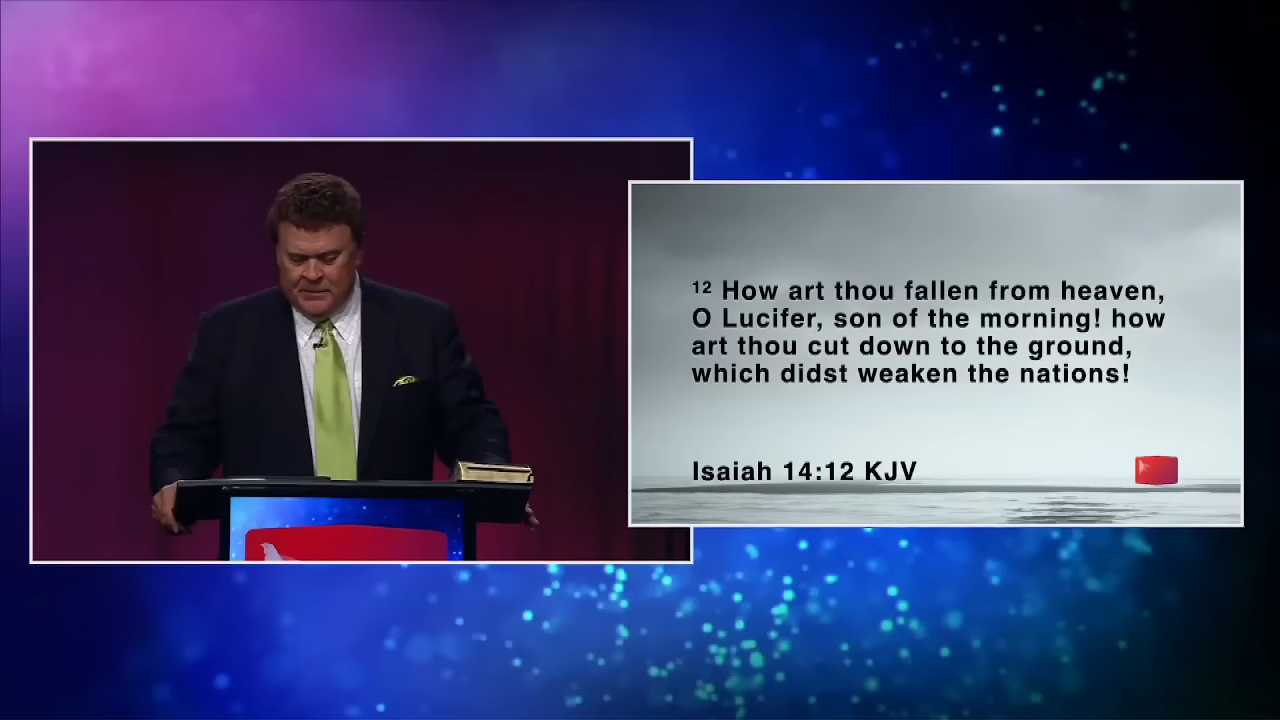 12 How art thou fallen from heaven,
O Lucifer, son of the morning! how
art thou cut down to the ground,
which didst weaken the nations!
Isaiah 14:12 KJV